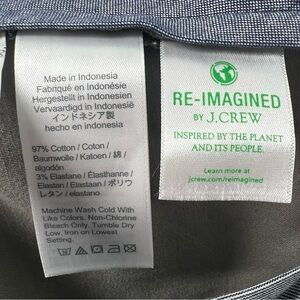 Made in Indonesia
Fabriqué en Indonésie
Hergestellt in Indonesien
Vervaardigd in Indonesië
インドネシア製
hecho en indonesia
97% Cotton / Coton /
Baumwolle / Katoen / 綿 /
algodón
3% Elastane / Élasthanne /
Elastan / Elastaan / ポリウ
レタン / elastano
Machine Wash Cold With
Like Colors. Non-Chlorine
Bleach Only. Tumble Dry
Low, Iron on Lowest
Setting
RE-IMAGINED
BY J.CREW
INSPIRED BY THE PLANET
AND ITS PEOPLE.
Learn more at
jcrew.com/reimagined